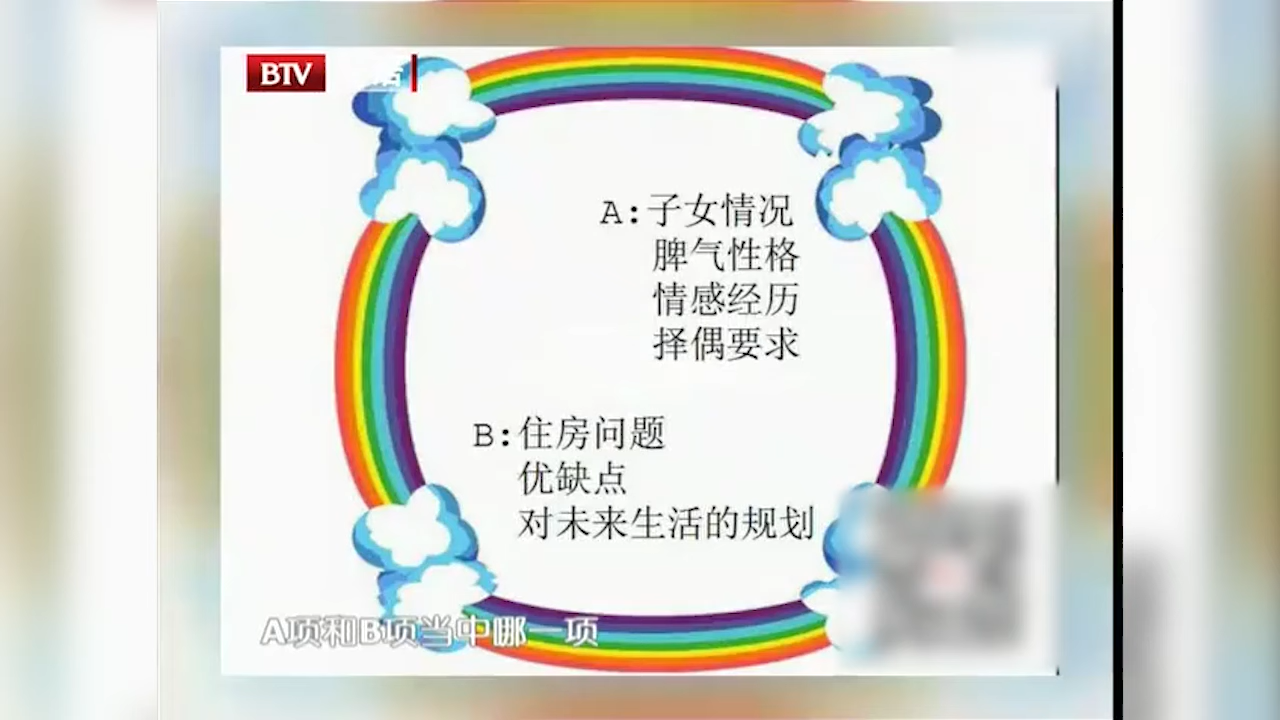 BTV
A:子女情况
脾气性格
情感经历
择偶要求
B:住房问题
优缺点
对未来生活的规划
A项和B项当中哪一项